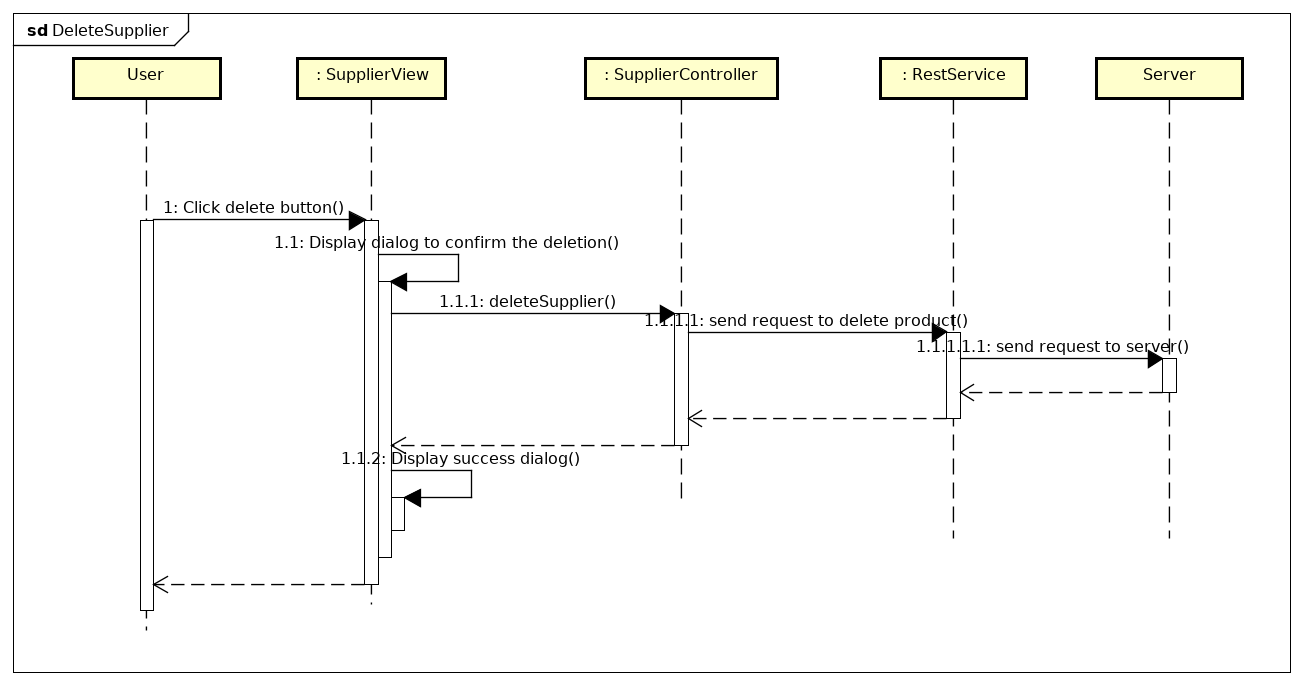 sd DeleteSupplier
User
: SupplierView
: SupplierController
: RestService
Server
1: Click delete button()
1.1: Display dialog to confirm the deletion()
1.1.1: deleteSupplier()
1.1.1.1: send request to delete product()
1.1.1.1.1: send request to server()
1.1.2: Display success dialog()